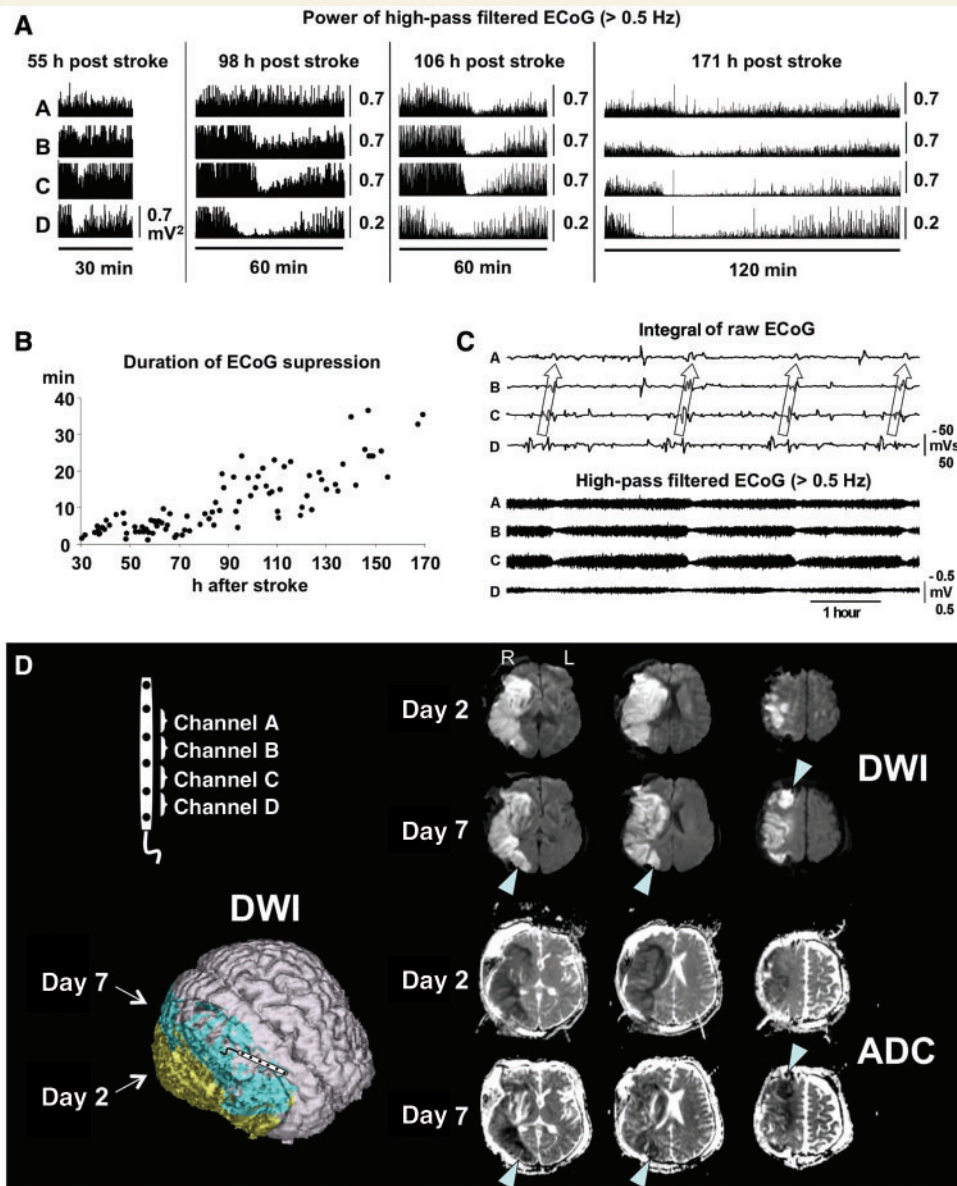 A
Power of high-pass filtered ECoG (> 0.5 Hz)
55 h post stroke 98 h post stroke 106 h post stroke 171 h post stroke
A 0.7 0.7 0.7
B 0.7 0.7 0.7
C 0.7 0.7 0.7
D 0.7 mV² 0.2 0.2 0.2
30 min 60 min 60 min 120 min
B
Duration of ECoG supression
min
40
30
20
10
0
30 50 70 90 110 130 150 170
h after stroke
C
Integral of raw ECoG
A
B
C
D
-50
mVs
50
High-pass filtered ECoG (> 0.5 Hz)
A
B
C
D
-0.5
mV
0.5
1 hour
D
Channel A
Channel B
Channel C
Channel D
DWI
Day 7
Day 2
R L
Day 2
DWI
Day 7
Day 2
ADC
Day 7